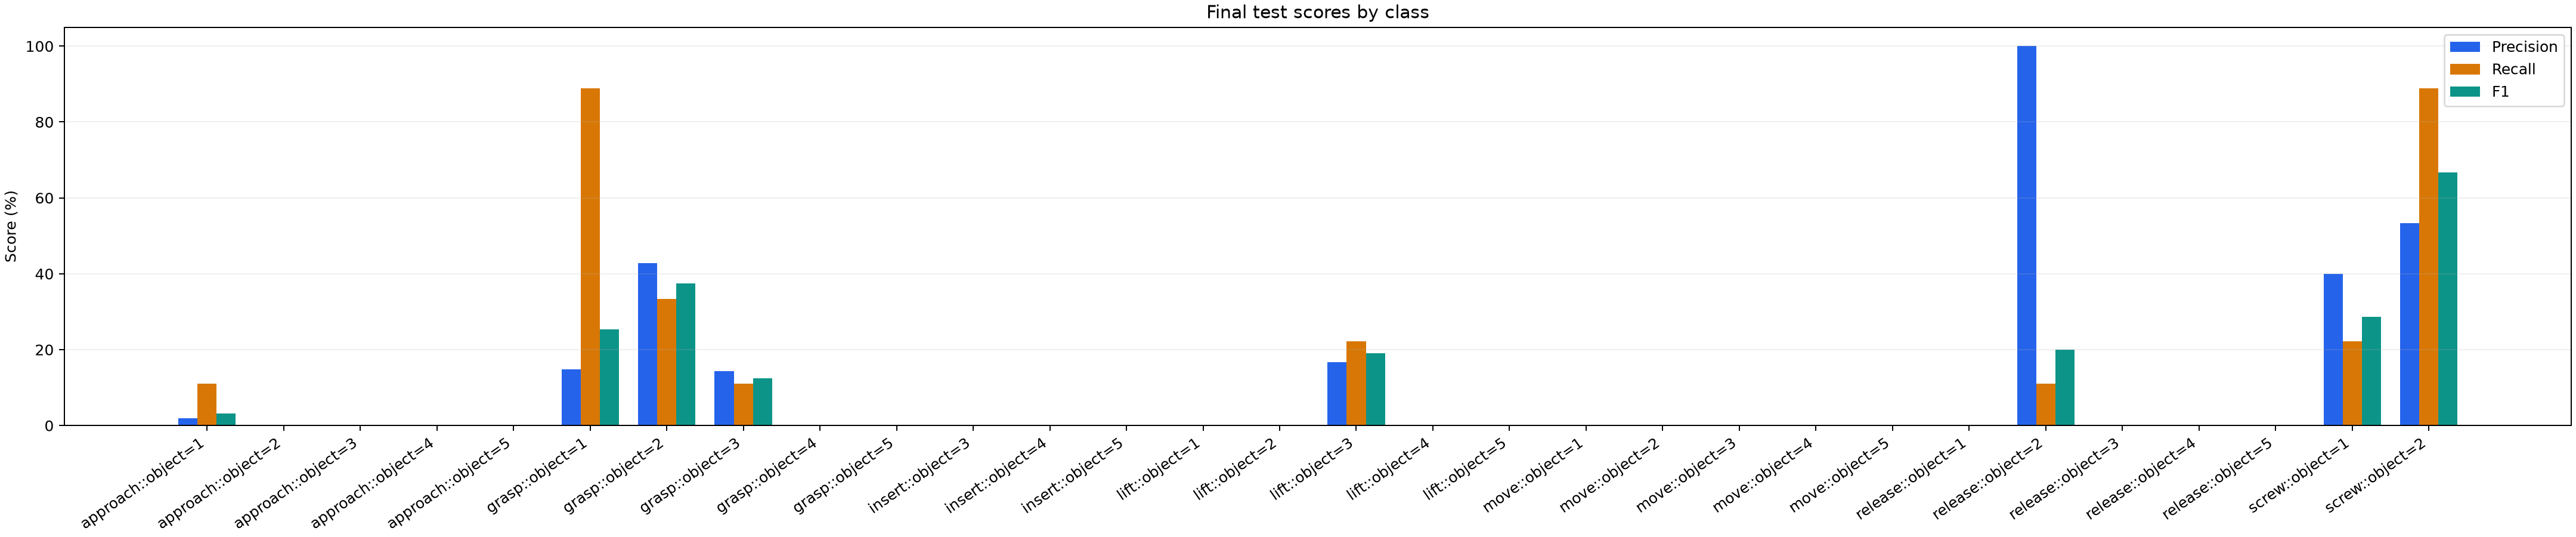 Final test scores by class
Score (%)
100
80
60
40
20
0
Precision
Recall
F1
approach::object=1
approach::object=2
approach::object=3
approach::object=4
approach::object=5
grasp::object=1
grasp::object=2
grasp::object=3
grasp::object=4
grasp::object=5
insert::object=3
insert::object=4
insert::object=5
lift::object=1
lift::object=2
lift::object=3
lift::object=4
lift::object=5
move::object=1
move::object=2
move::object=3
move::object=4
move::object=5
release::object=1
release::object=2
release::object=3
release::object=4
release::object=5
screw::object=1
screw::object=2